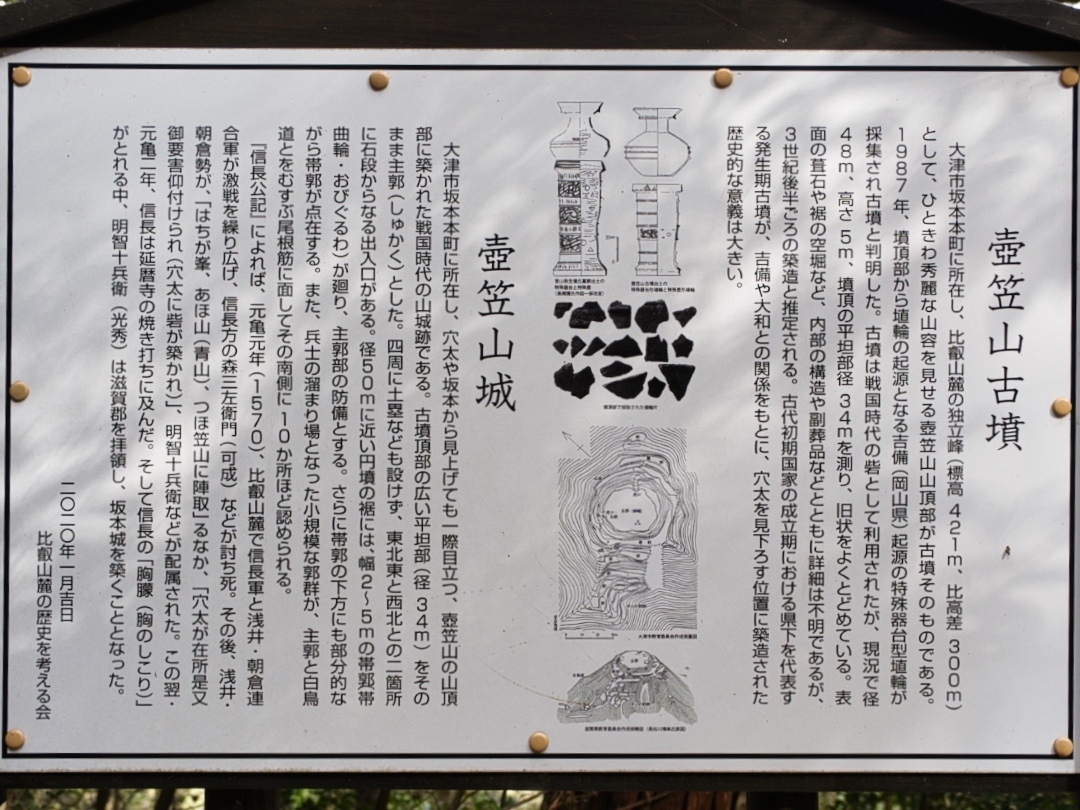 壺笠山古墳
大津市坂本本町に所在し、比叡山麓の独立峰（標高 421m、比高差 300m）
として、ひときわ秀麗な山容を見せる壺笠山山頂部が古墳そのものである。
1987年、墳頂部から埴輪の起源となる吉備（岡山県）起源の特殊器台型埴輪が
採集され古墳と判明した。古墳は戦国時代の砦として利用されたが、現況で径
48m、高さ 5m、墳頂の平坦部径 34mを測り、旧状をよくとどめている。表
面の葺石や裾の空堀など、内部の構造や副葬品などとともに詳細は不明であるが、
3世紀後半ごろの築造と推定される。古代初期国家の成立期における県下を代表す
る発生期古墳が、吉備や大和との関係をもとに、穴太を見下ろす位置に築造された
歴史的な意義は大きい。
大津市教育委員会作成測量図
壺笠山城
大津市坂本本町に所在し、穴太や坂本から見上げても一際目立つ、壺笠山の山頂
部に築かれた戦国時代の山城跡である。古墳頂部の広い平坦部（径 34m）をその
まま主郭（しゅかく）とした。四周に土塁なども設けず、東北東と西北との二箇所
に石段からなる出入口がある。径50mに近い円墳の裾には、幅 2～5mの帯郭（帯
曲輪・おびぐるわ）が廻り、主郭部の防備とする。さらに帯郭の下方にも部分的な
がら帯郭が点在する。また、兵士の溜まり場となった小規模な郭群が、主郭と白鳥
道とをむすぶ尾根筋に面してその南側に10か所ほど認められる。
『信長公記』によれば、元亀元年（1570）、比叡山麓で信長軍と浅井・朝倉連
合軍が激戦を繰り広げ、信長方の森三左衛門（可成）などが討ち死。その後、浅井・
朝倉勢が、「はちが峯、あほ山（青山）、つほ笠山に陣取」るなか、「穴太が在所是又
御要害仰付けられ（穴太に砦が築かれ）」、明智十兵衛などが配属された。この翌・
元亀二年、信長は延暦寺の焼き打ちに及んだ。そして信長の「胸朦（胸のしこり）」
がとれる中、明智十兵衛（光秀）は滋賀郡を拝領し、坂本城を築くこととなった。
二〇二〇年一月吉日
比叡山麓の歴史を考える会